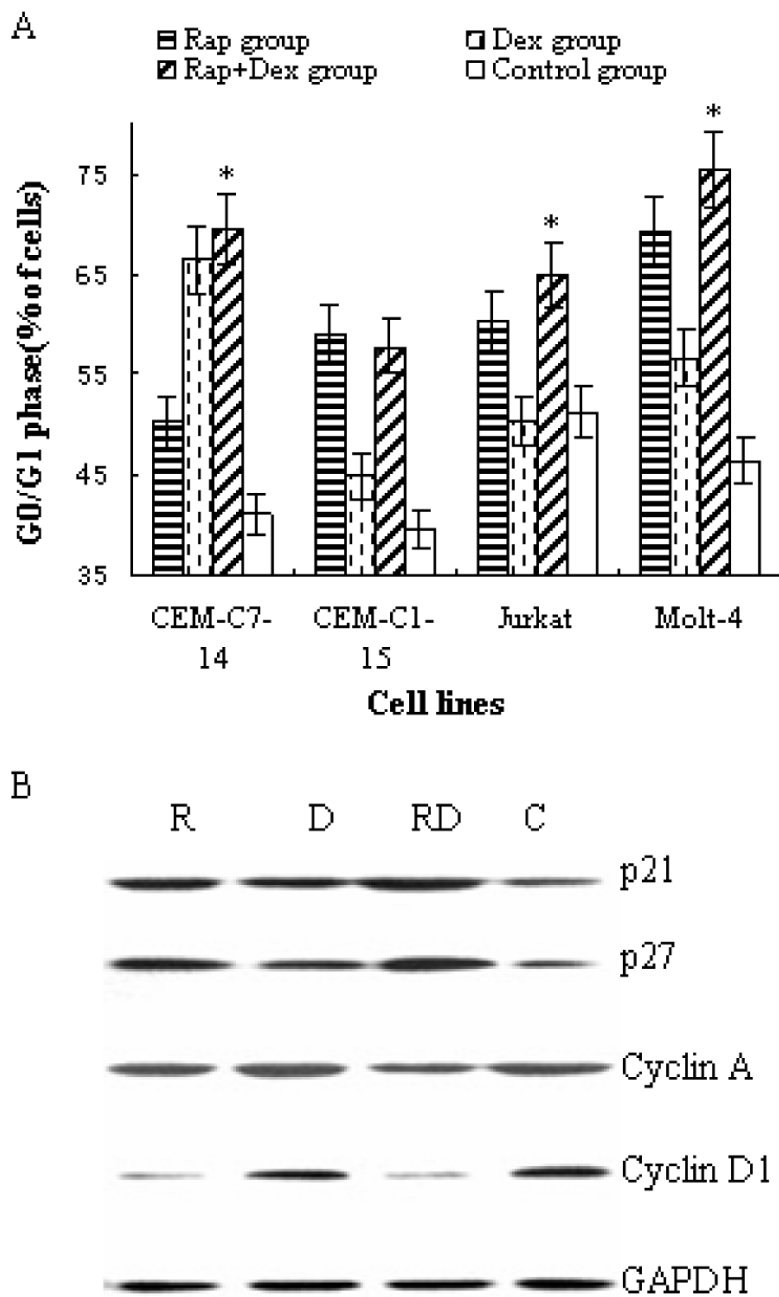 A
Rap group Dex group
Rap+Dex group Control group
G0/G1 phase(%of cells)
75
65
55
45
35
* * *
CEM-C7-14 CEM-C1-15 Jurkat Molt-4
Cell lines
B
R D RD C
p21
p27
Cyclin A
Cyclin D1
GAPDH